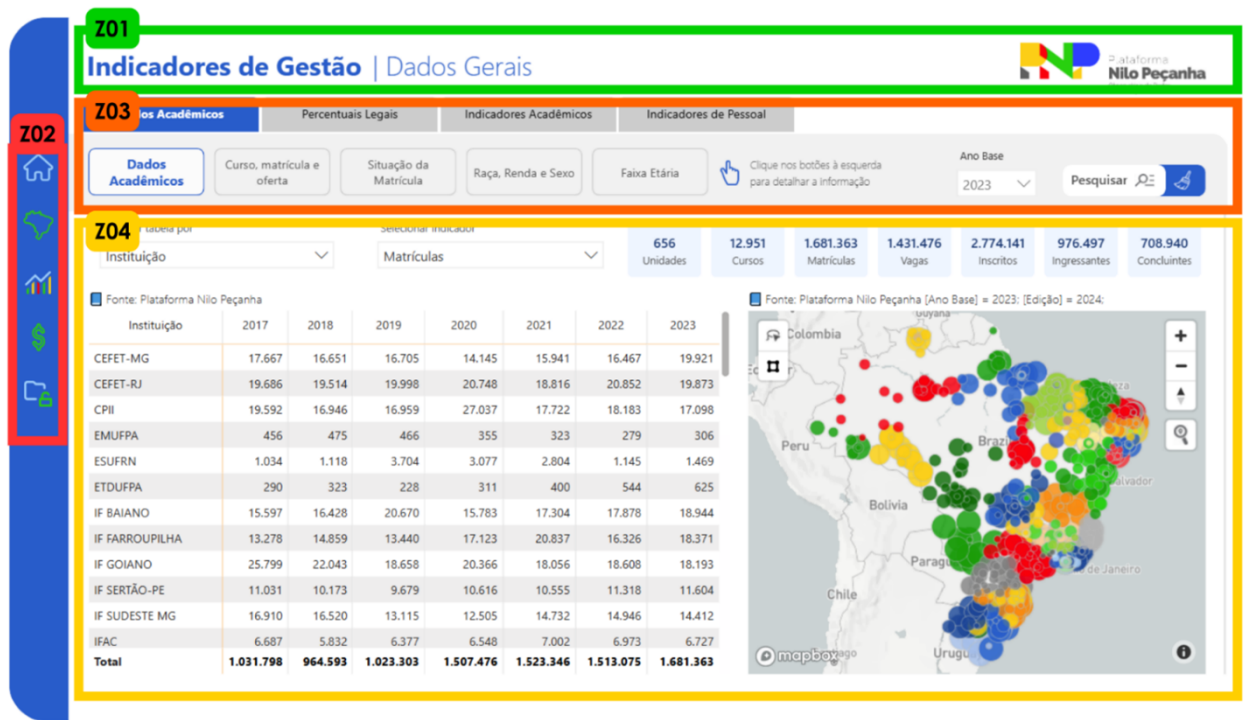 Z01
Indicadores de Gestão | Dados Gerais
Plataforma
Nilo Peçanha
Z02
Z03
Acadêmicos
Percentuais Legais
Indicadores Acadêmicos
Indicadores de Pessoal
Dados
Acadêmicos
Curso, matrícula e
oferta
Situação da
Matrícula
Raça, Renda e Sexo
Faixa Etária
Clique nos botões à esquerda
para detalhar a informação
Ano Base
2023
Pesquisar
Z04
tabela por
Instituição
Selecionar Indicador
Matrículas
656
Unidades
12.951
Cursos
1.681.363
Matrículas
1.431.476
Vagas
2.774.141
Inscritos
976.497
Ingressantes
708.940
Concluintes
Fonte: Plataforma Nilo Peçanha
Instituição 2017 2018 2019 2020 2021 2022 2023
CEFET-MG 17.667 16.651 16.705 14.145 15.941 16.467 19.921
CEFET-RJ 19.686 19.514 19.998 20.748 18.816 20.852 19.873
CPII 19.592 16.946 16.959 27.037 17.722 18.183 17.098
EMUFPA 456 475 466 355 323 279 306
ESUFRN 1.034 1.118 3.704 3.077 2.804 1.145 1.469
ETDUFPA 290 323 228 311 400 544 625
IF BAIANO 15.597 16.428 20.670 15.783 17.304 17.878 18.944
IF FARROUPILHA 13.278 14.859 13.440 17.123 20.837 16.326 18.371
IF GOIANO 25.799 22.043 18.658 20.366 18.056 18.608 18.193
IF SERTÃO-PE 11.031 10.173 9.679 10.616 10.555 11.318 11.604
IF SUDESTE MG 16.910 16.520 13.115 12.505 14.732 14.946 14.412
IFAC 6.687 5.832 6.377 6.548 7.002 6.973 6.727
Total 1.031.798 964.593 1.023.303 1.507.476 1.523.346 1.513.075 1.681.363
Fonte: Plataforma Nilo Peçanha [Ano Base] = 2023; [Edição] = 2024;
Guyana
Colombia
Peru
Brazi
Bolivia
alvador
Paragu
de Janeiro
Chile
Urugu
mapbox